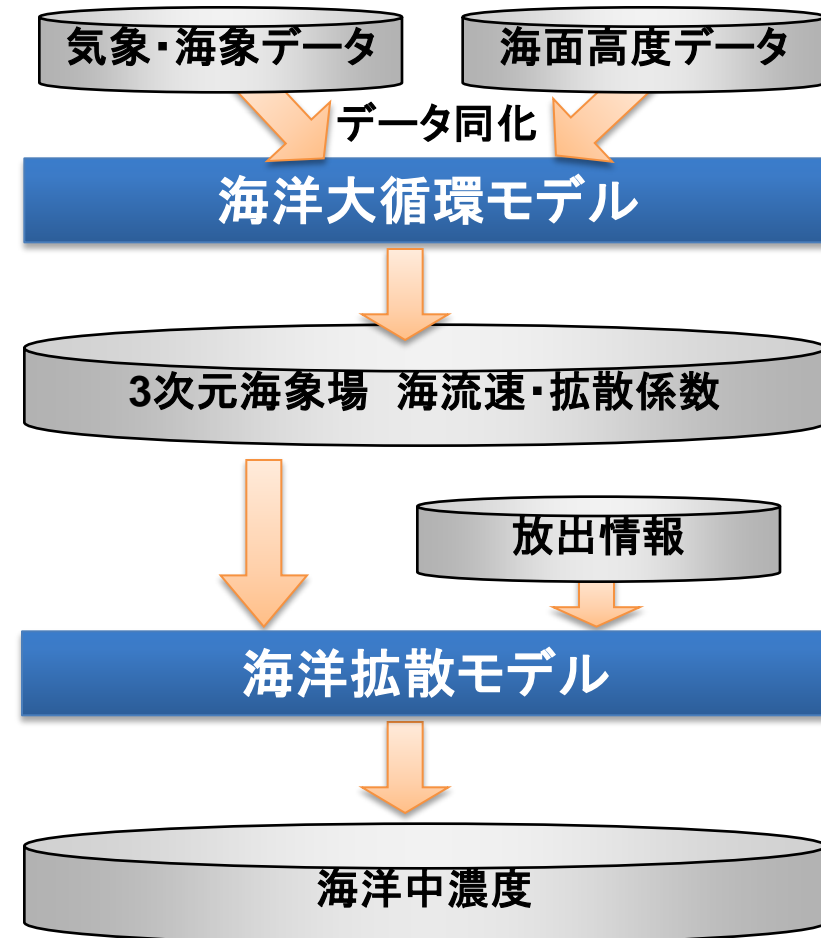 気象・海象データ
海面高度データ
データ同化
海洋大循環モデル
3次元海象場　海流速・拡散係数
放出情報
海洋拡散モデル
海洋中濃度